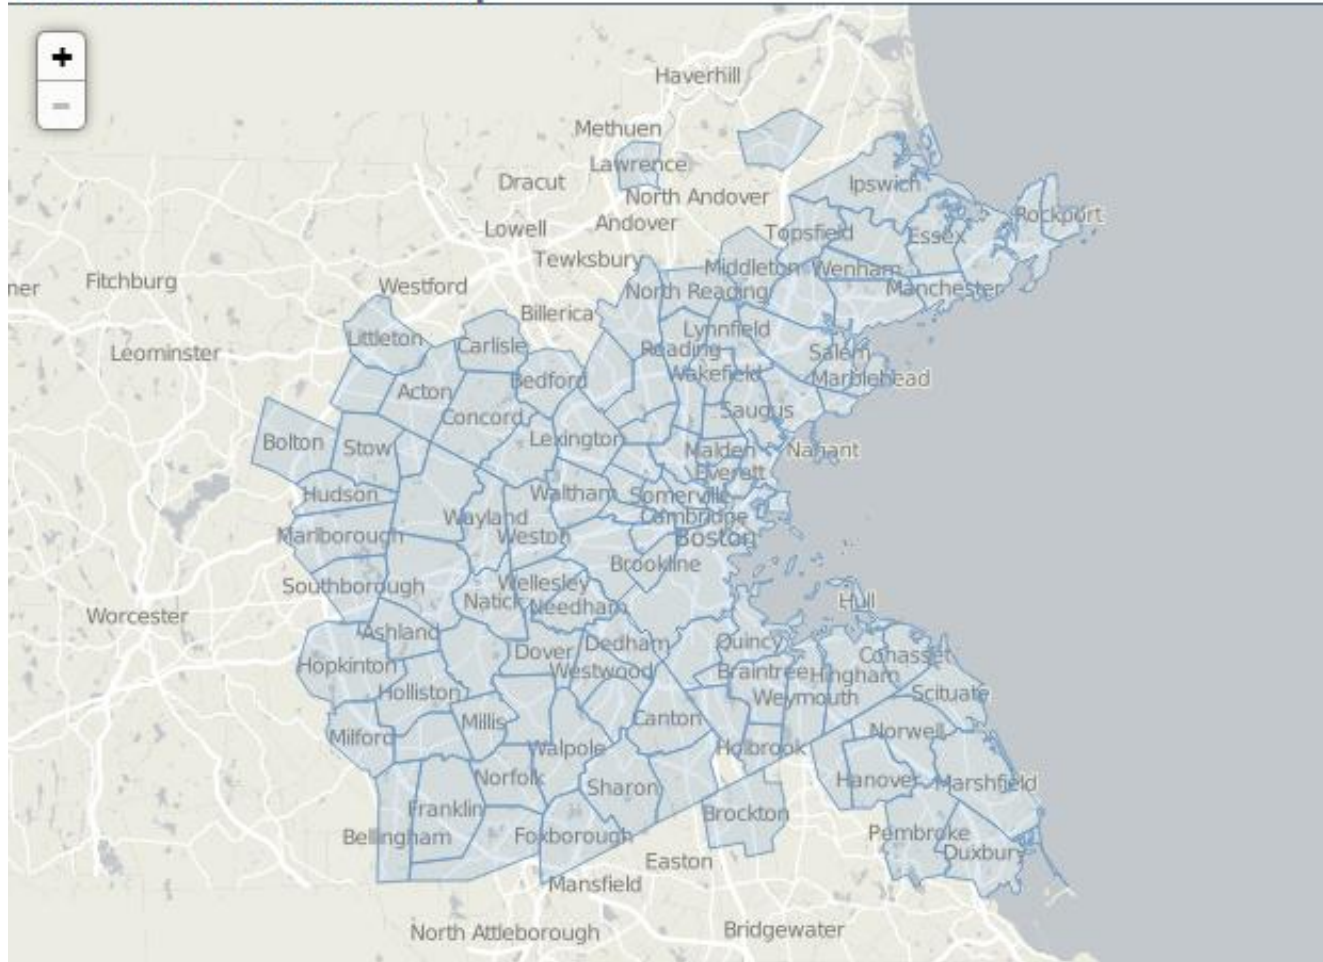 +
−
Haverhill
Methuen
Lawrence
Dracut
North Andover
Ipswich
Rockport
Lowell
Andover
Topsfield
Essex
Tewksbury
Middleton
Wenham
Fitchburg
ner
Westford
North Reading
Manchester
Billerica
Littleton
Carlisle
Lynnfield
Leominster
Reading
Salem
Bedford
Wakefield
Marblehead
Acton
Concord
Saugus
Bolton
Stow
Lexington
Malden
Nahant
Everett
Hudson
Waltham
Somerville
Wayland
Cambridge
Marlborough
Weston
Boston
Brookline
Southborough
Wellesley
Natick
Needham
Hull
Worcester
Ashland
Dedham
Quincy
Dover
Cohasset
Hopkinton
Westwood
Braintree
Hingham
Holliston
Weymouth
Scituate
Millis
Canton
Milford
Norwell
Walpole
Holbrook
Norfolk
Sharon
Hanover
Marshfield
Franklin
Brockton
Bellingham
Foxborough
Pembroke
Duxbury
Easton
Mansfield
North Attleborough
Bridgewater